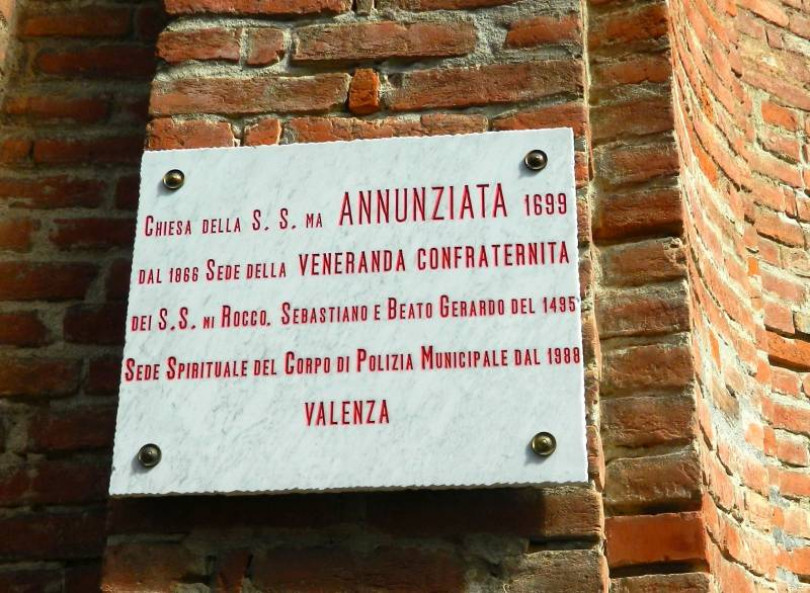 CHIESA DELLA S. S. MA ANNUNZIATA 1699
DAL 1866 SEDE DELLA VENERANDA CONFRATERNITA
DEI S.S. MI ROCCO, SEBASTIANO E BEATO GERARDO DEL 1495
SEDE SPIRITUALE DEL CORPO DI POLIZIA MUNICIPALE DAL 1988
VALENZA